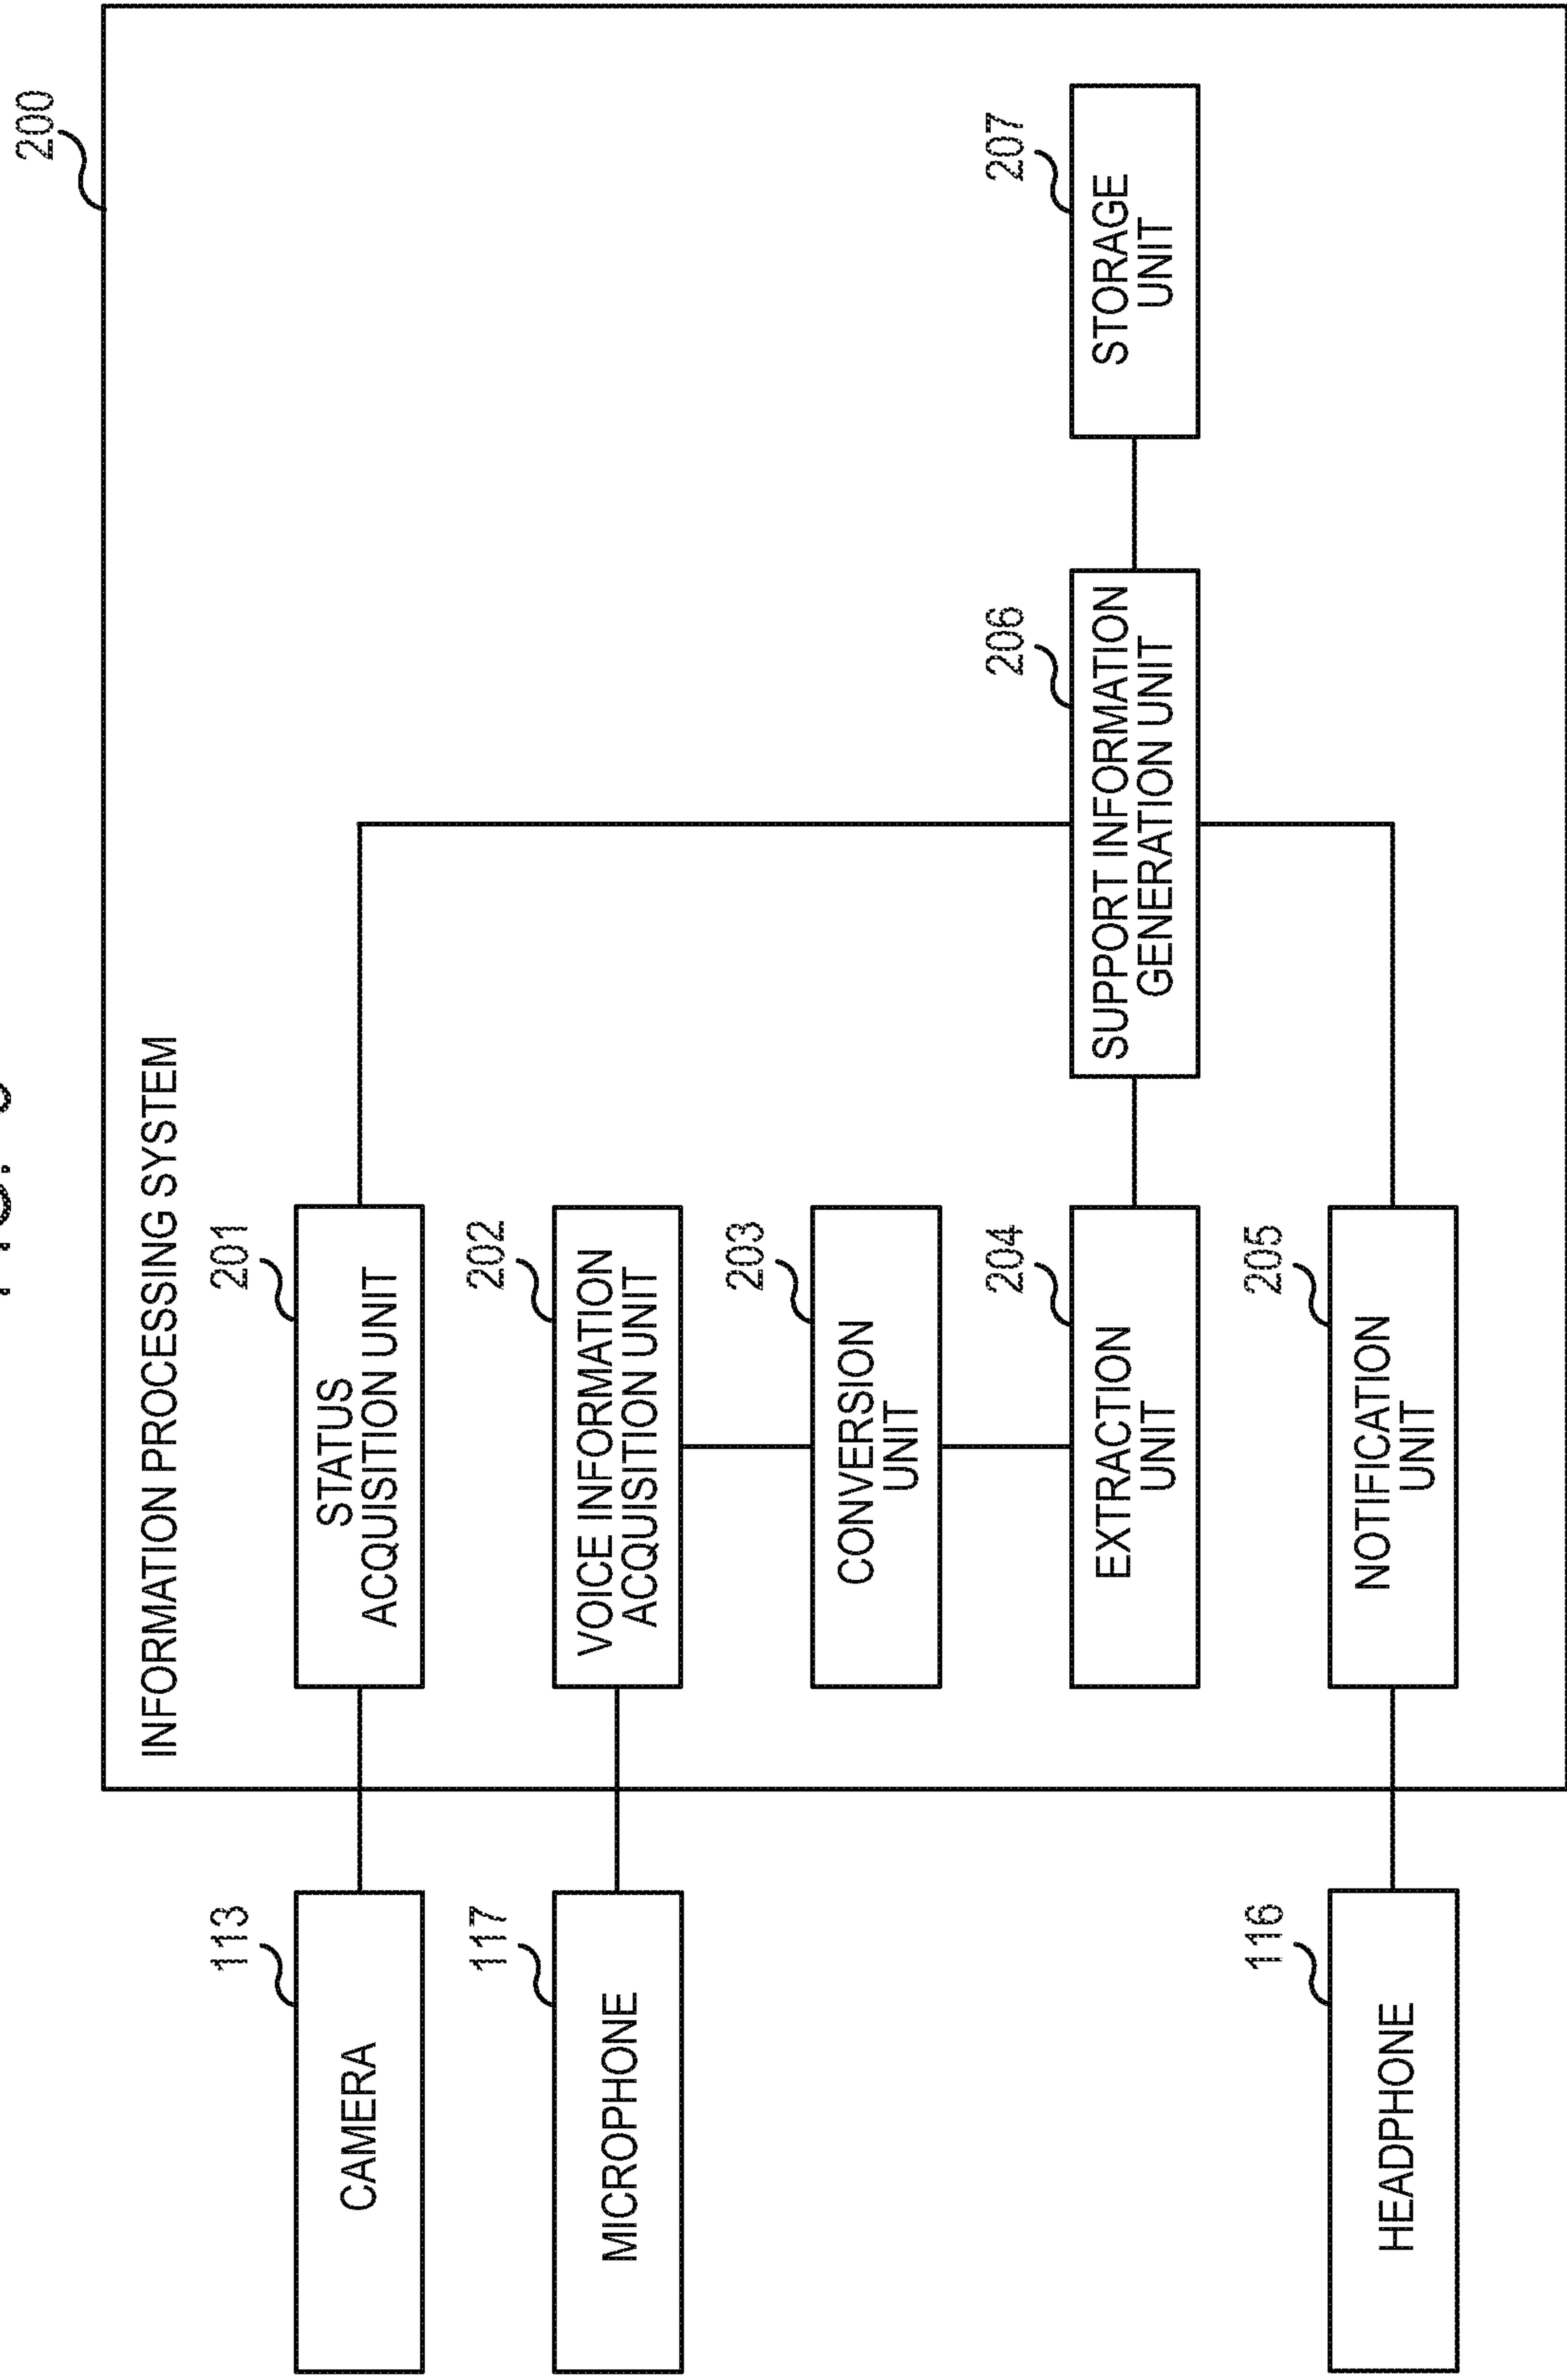 200
INFORMATION PROCESSING SYSTEM
113
CAMERA
201
STATUS
ACQUISITION UNIT
117
MICROPHONE
202
VOICE INFORMATION
ACQUISITION UNIT
203
CONVERSION
UNIT
204
EXTRACTION
UNIT
206
SUPPORT INFORMATION
GENERATION UNIT
207
STORAGE
UNIT
116
HEADPHONE
205
NOTIFICATION
UNIT